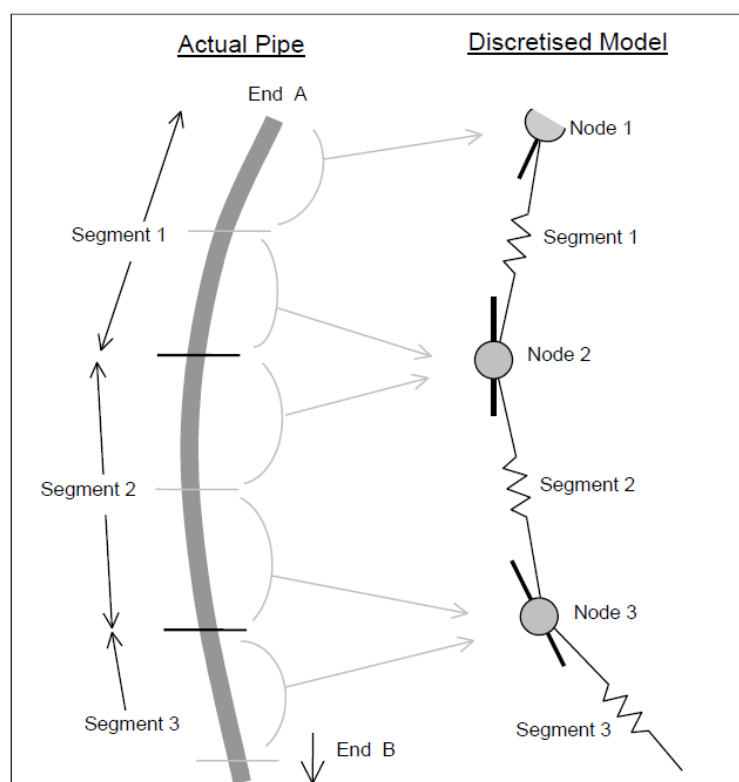 Actual Pipe
Discretised Model
End A
Node 1
Segment 1
Segment 1
Node 2
Segment 2
Segment 2
Node 3
Segment 3
Segment 3
End B